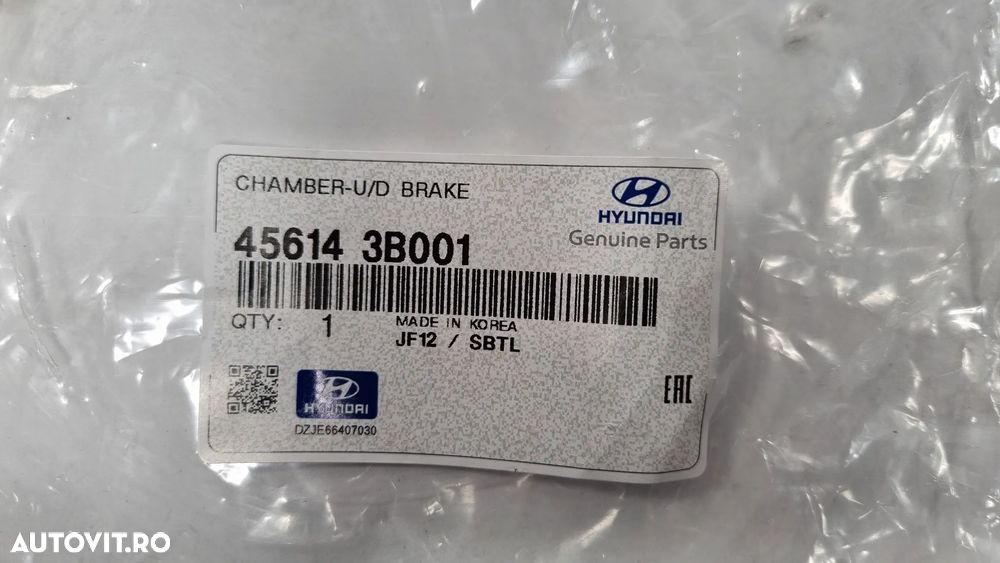 CHAMBER-U/D BRAKE
HYUNDAI
Genuine Parts
45614 3B001
QTY: 1
MADE IN KOREA
JF12 / SBTL
HYUNDAI
DZJE66407030
EAC
AUTOVIT.RO